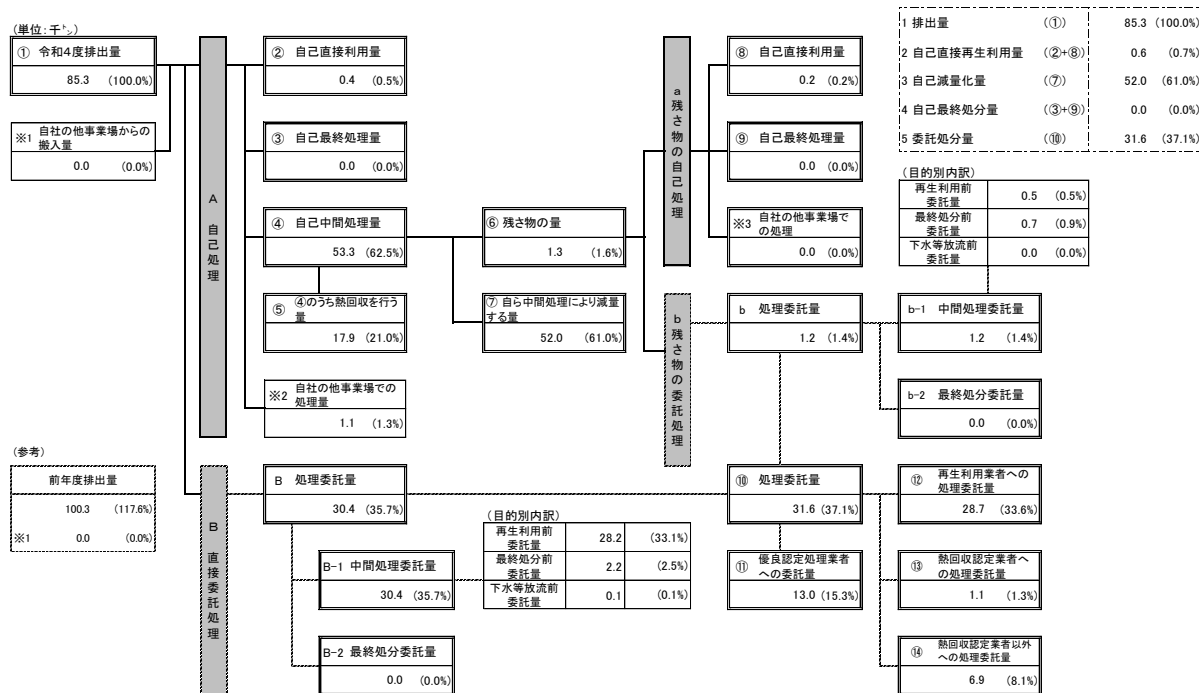 (単位:千㌧)
① 令和4年度排出量
85.3 (100.0%)
※1 自社の他事業場からの
搬入量
0.0 (0.0%)
A 自己処理
② 自己直接利用量
0.4 (0.5%)
③ 自己最終処理量
0.0 (0.0%)
④ 自己中間処理量
53.3 (62.5%)
⑤ ④のうち熱回収を行う
量
17.9 (21.0%)
※2 自社の他事業場での
処理量
1.1 (1.3%)
⑥ 残さ物の量
1.3 (1.6%)
⑦ 自ら中間処理により減量
する量
52.0 (61.0%)
a 残さ物の自己処理
⑧ 自己直接利用量
0.2 (0.2%)
⑨ 自己最終処理量
0.0 (0.0%)
※3 自社の他事業場で
の処理
0.0 (0.0%)
b 残さ物の委託処理
b 処理委託量
1.2 (1.4%)
b-1 中間処理委託量
1.2 (1.4%)
b-2 最終処分委託量
0.0 (0.0%)
1 排出量 (①) 85.3 (100.0%)
2 自己直接再生利用量 (②+⑧) 0.6 (0.7%)
3 自己減量化量 (⑦) 52.0 (61.0%)
4 自己最終処分量 (③+⑨) 0.0 (0.0%)
5 委託処分量 (⑩) 31.6 (37.1%)
(目的別内訳)
再生利用前
委託量 0.5 (0.5%)
最終処分前
委託量 0.7 (0.9%)
下水等放流前
委託量 0.0 (0.0%)
(参考)
前年度排出量
100.3 (117.6%)
※1 0.0 (0.0%)
B 直接委託処理
B 処理委託量
30.4 (35.7%)
B-1 中間処理委託量
30.4 (35.7%)
B-2 最終処分委託量
0.0 (0.0%)
(目的別内訳)
再生利用前
委託量 28.2 (33.1%)
最終処分前
委託量 2.2 (2.5%)
下水等放流前
委託量 0.1 (0.1%)
⑩ 処理委託量
31.6 (37.1%)
⑪ 優良認定処理業者
への委託量
13.0 (15.3%)
⑫ 再生利用業者への
処理委託量
28.7 (33.6%)
⑬ 熱回収認定業者へ
の処理委託量
1.1 (1.3%)
⑭ 熱回収認定業者以外
への処理委託量
6.9 (8.1%)